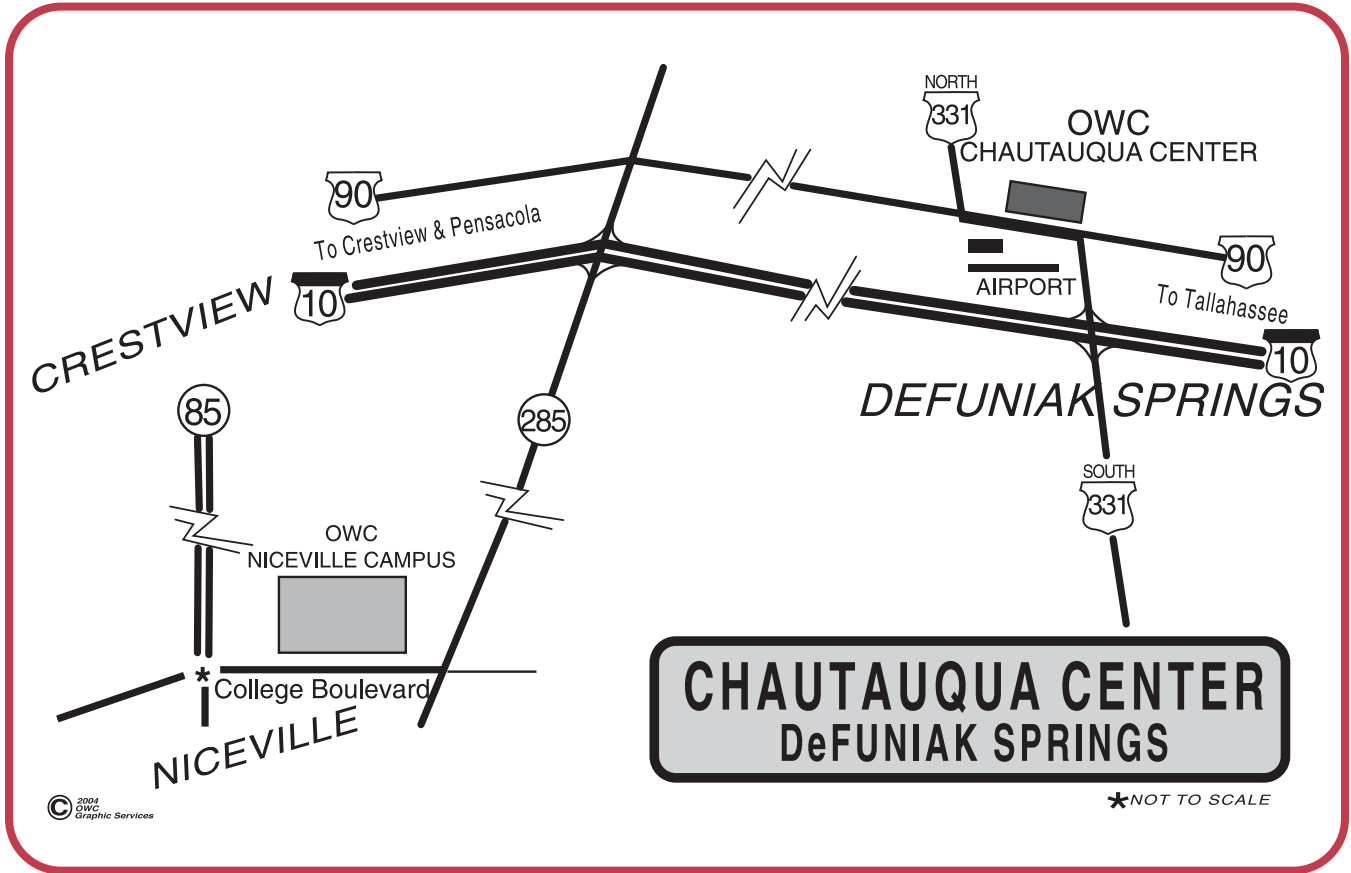 NORTH
331
OWC
CHAUTAUQUA CENTER
90
To Crestview & Pensacola
90
To Tallahassee
AIRPORT
CRESTVIEW
10
10
DEFUNIAK SPRINGS
85
285
SOUTH
331
OWC
NICEVILLE CAMPUS
*
College Boulevard
NICEVILLE
CHAUTAUQUA CENTER
DeFUNIAK SPRINGS
*NOT TO SCALE
© 2004
OWC
Graphic Services